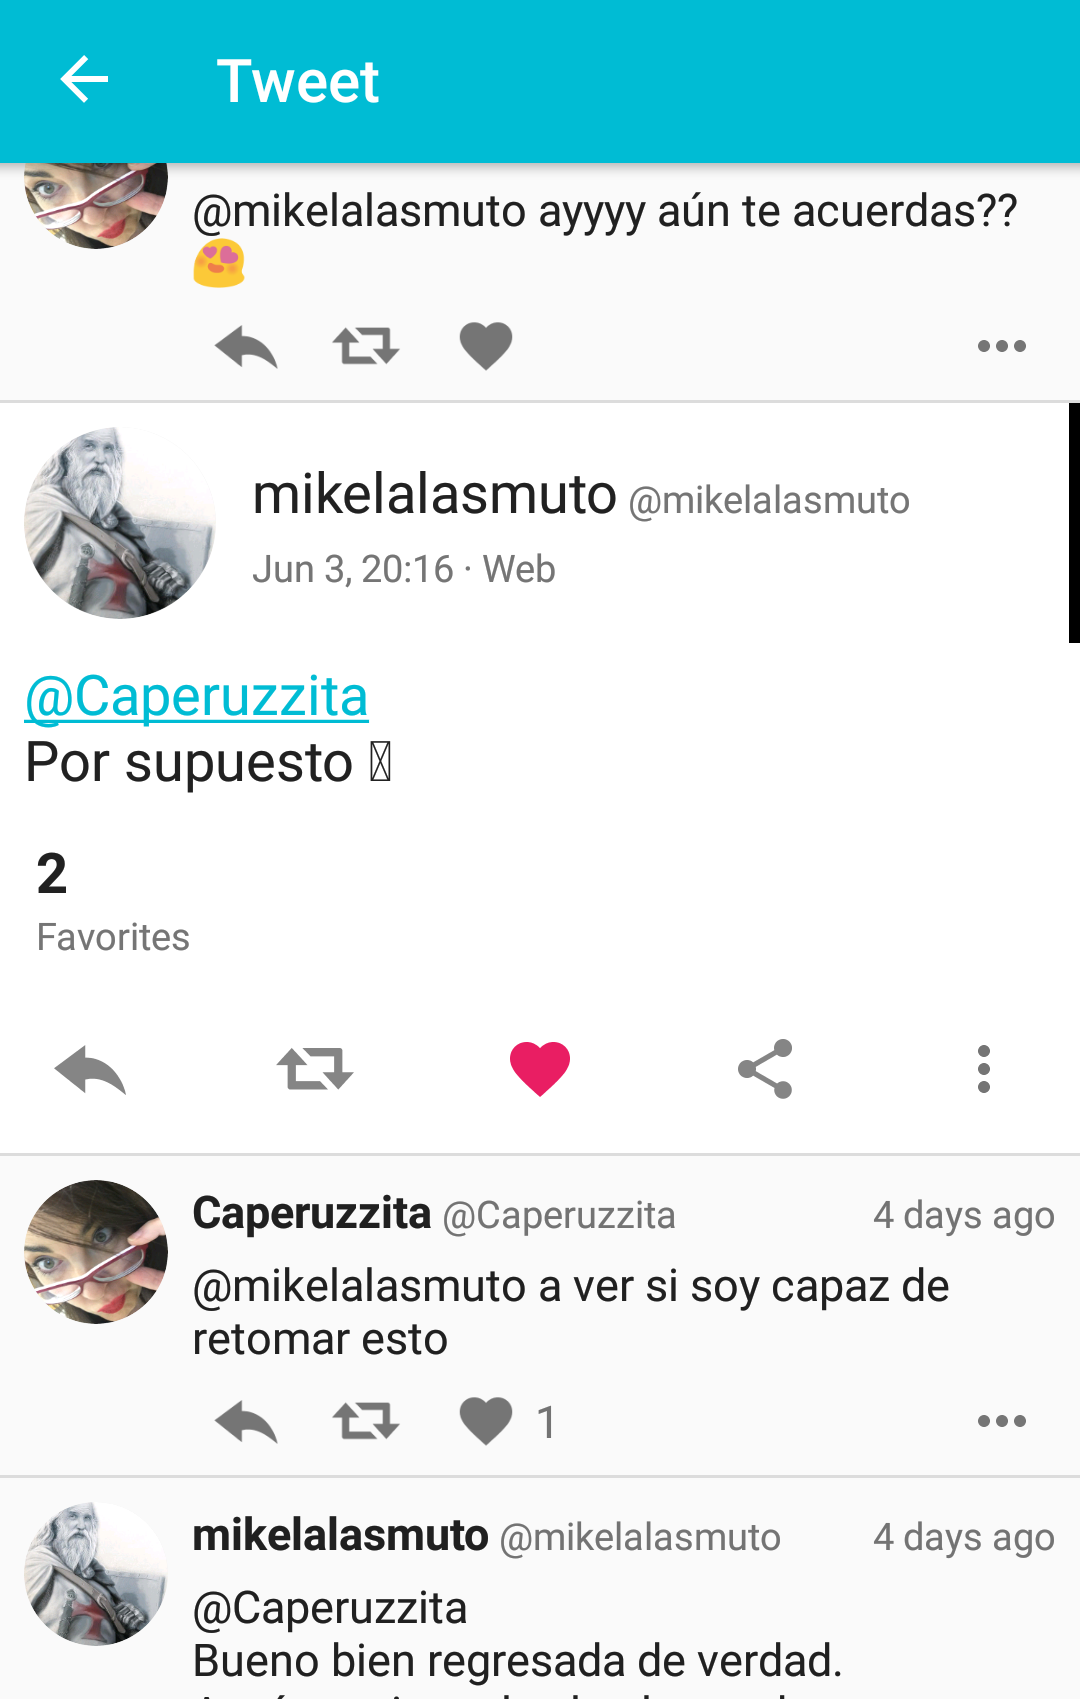 Tweet
@mikelalasmuto ayyyy aún te acuerdas??
😍
mikelalasmuto @mikelalasmuto
Jun 3, 20:16 · Web
@Caperuzzita
Por supuesto
2
Favorites
Caperuzzita @Caperuzzita 4 days ago
@mikelalasmuto a ver si soy capaz de
retomar esto
1
mikelalasmuto @mikelalasmuto 4 days ago
@Caperuzzita
Bueno bien regresada de verdad.